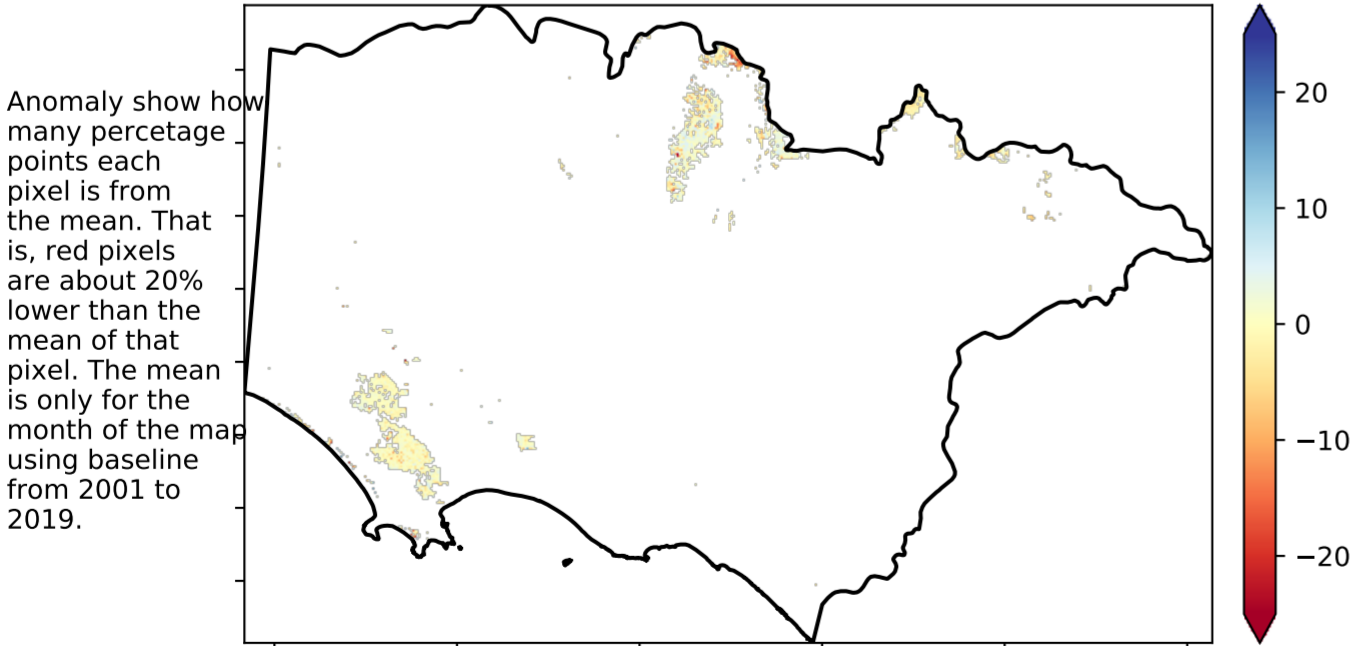 Anomaly show how
many percetage
points each
pixel is from
the mean. That
is, red pixels
are about 20%
lower than the
mean of that
pixel. The mean
is only for the
month of the map
using baseline
from 2001 to
2019.
20
10
0
−10
−20